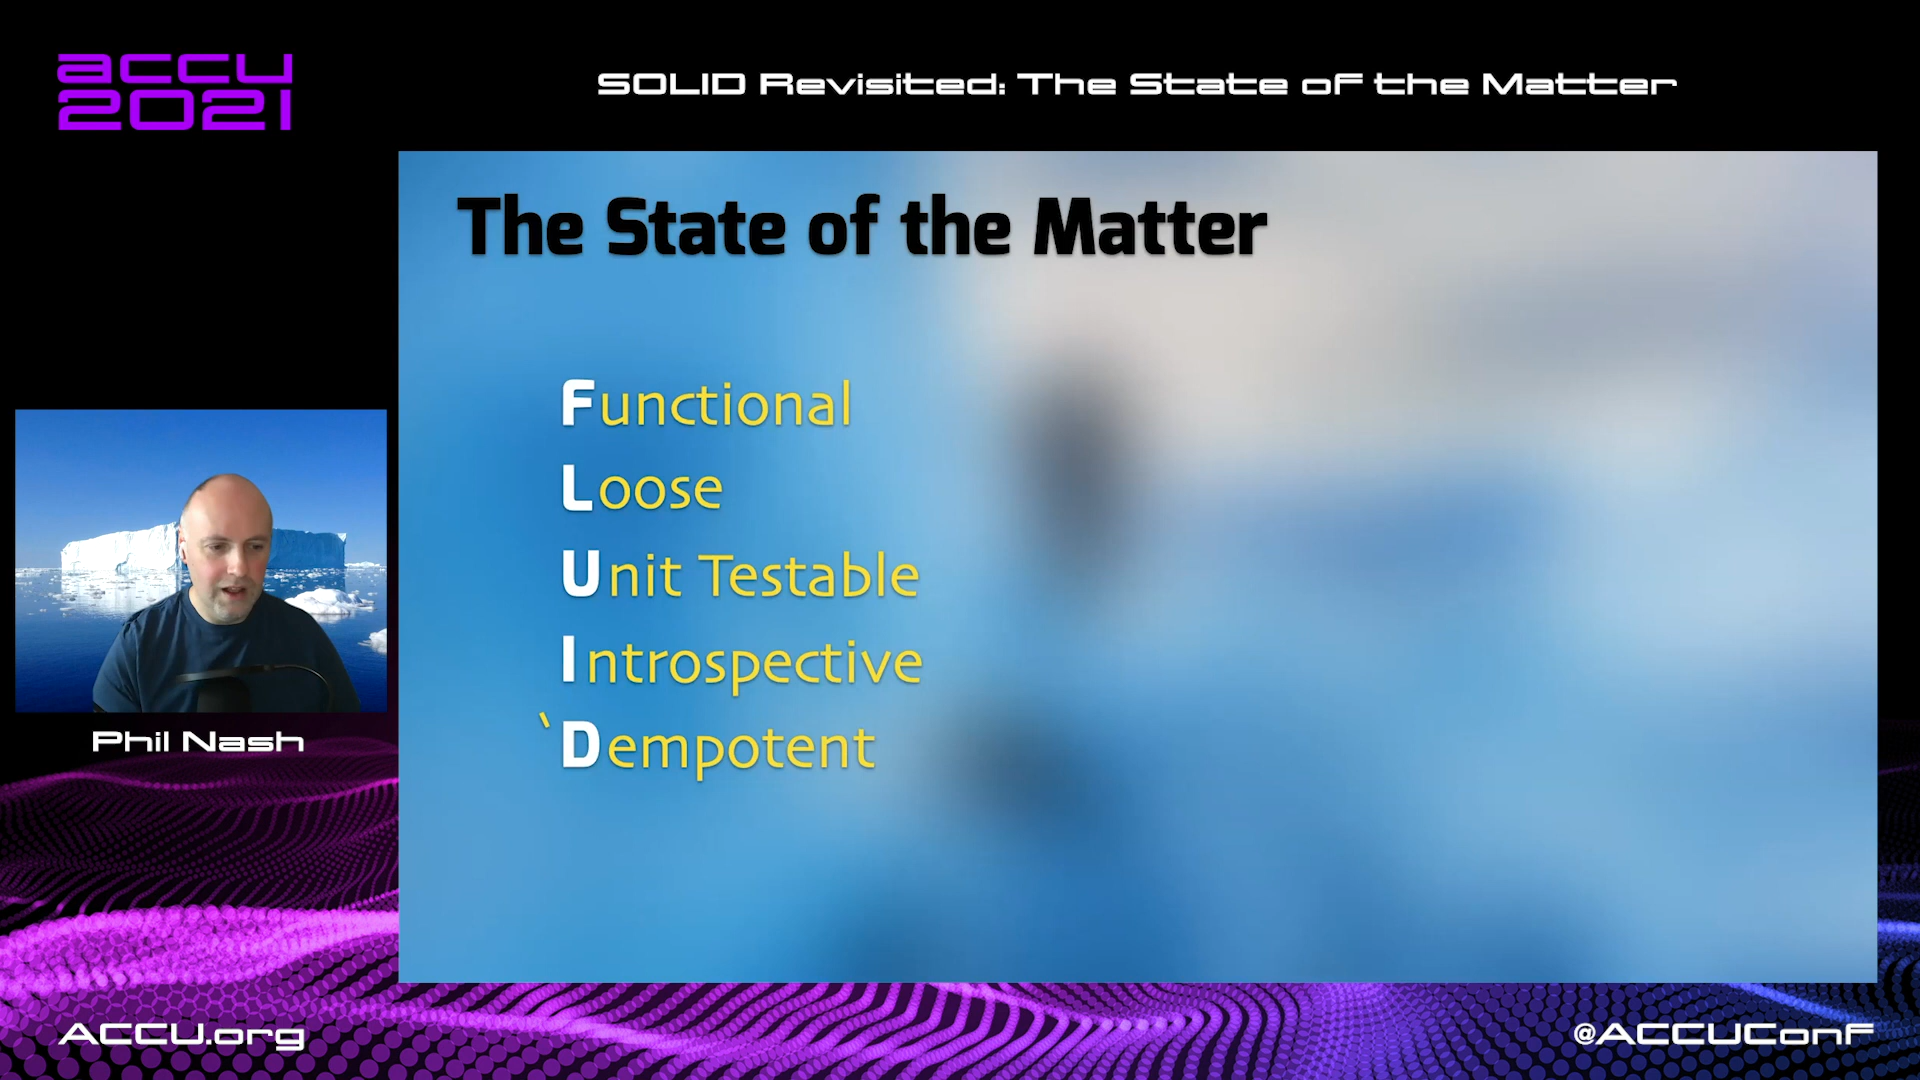 accu
2021
SOLID Revisited: The State of the Matter
The State of the Matter
Functional
Loose
Unit Testable
Introspective
`Dempotent
Phil Nash
ACCU.org
@ACCUConf